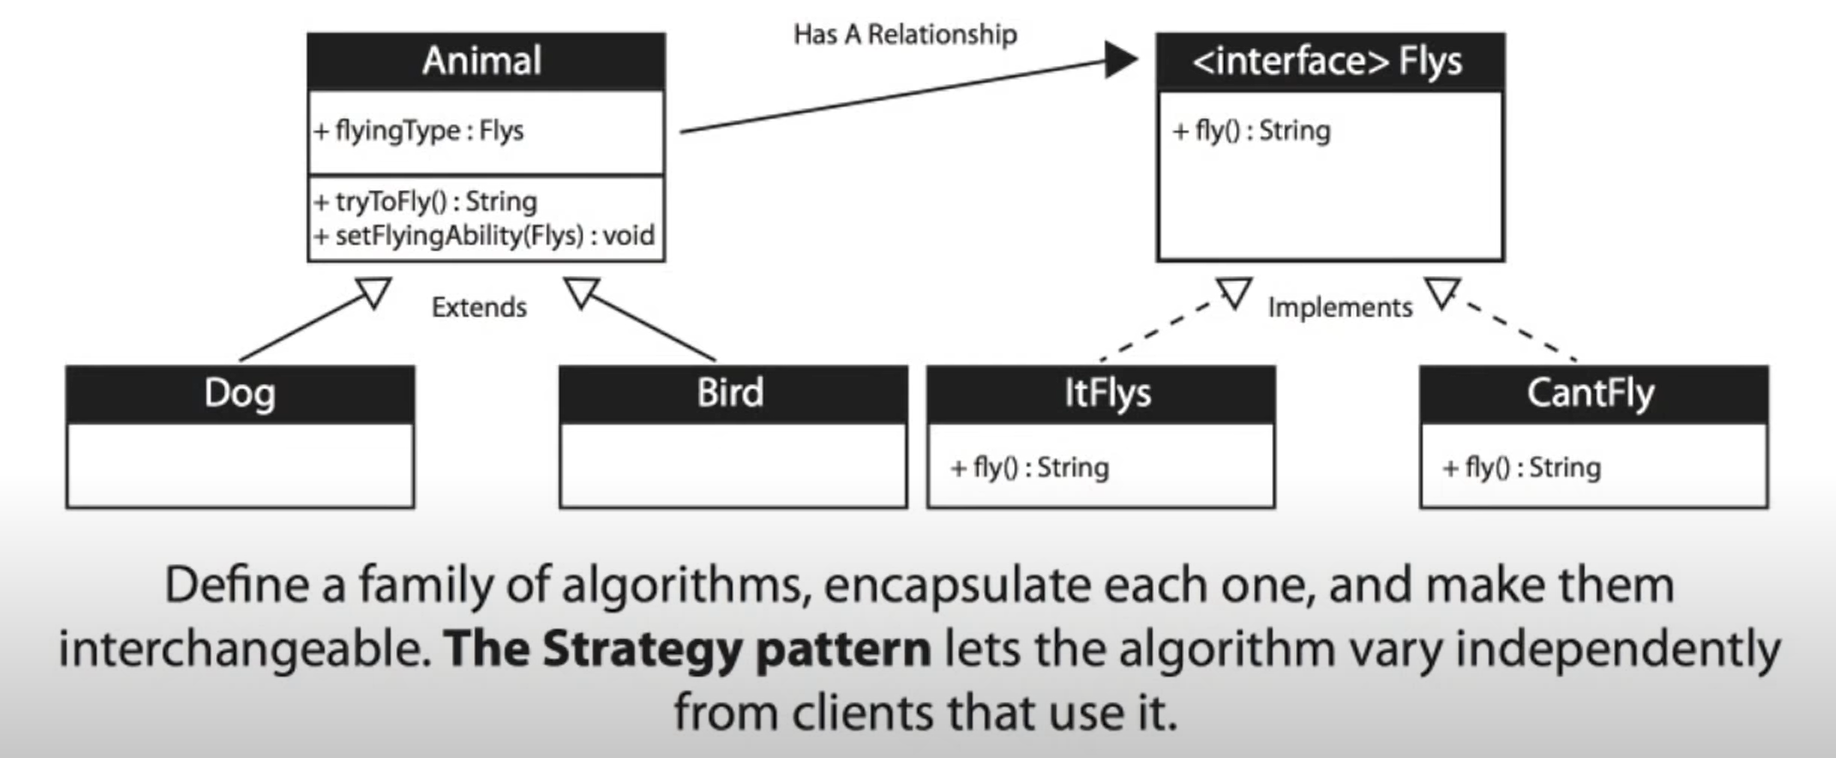 Has A Relationship
Animal
+ flyingType : Flys
+ tryToFly() : String
+ setFlyingAbility(Flys) : void
<interface> Flys
+ fly() : String
Extends
Implements
Dog
Bird
ItFlys
+ fly() : String
CantFly
+ fly() : String
Define a family of algorithms, encapsulate each one, and make them
interchangeable. The Strategy pattern lets the algorithm vary independently
from clients that use it.